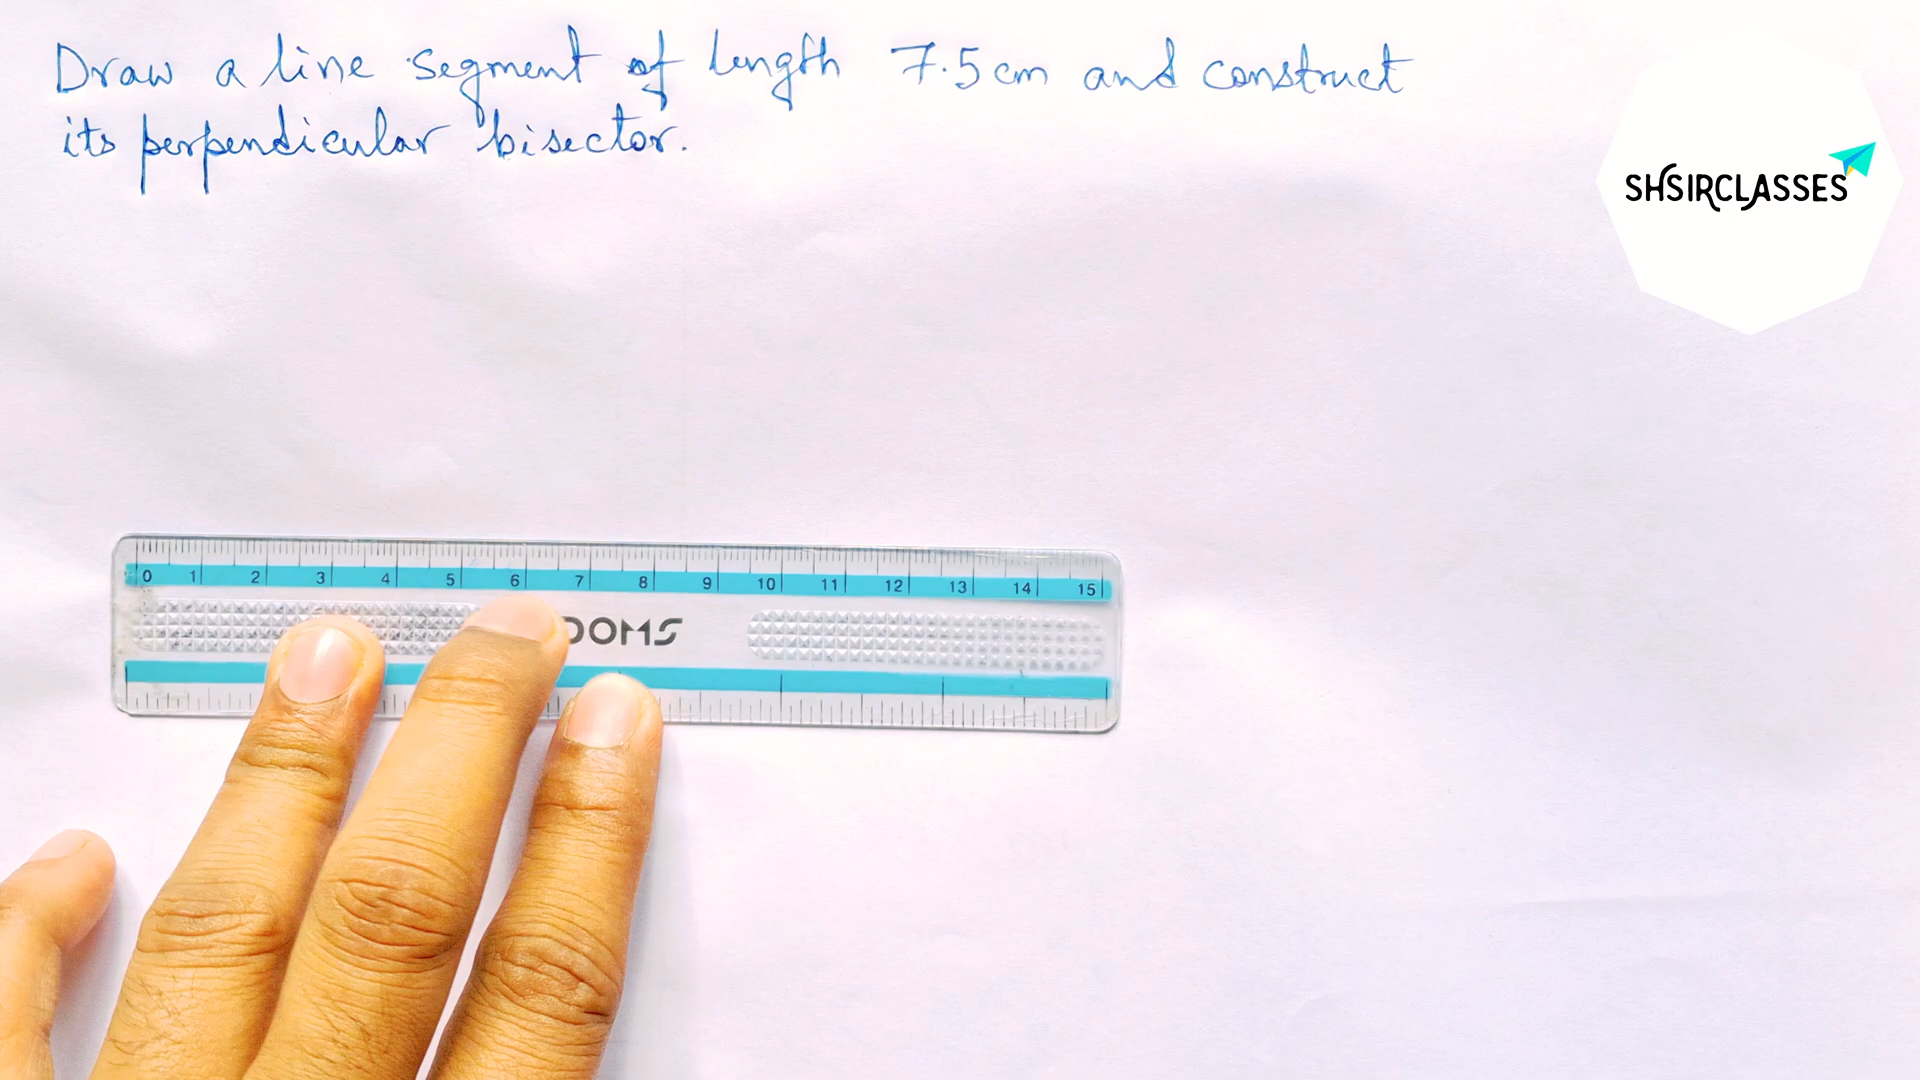 Draw a line segment of length 7.5 cm and construct
its perpendicular bisector.
SHSIRCLASSES
0 1 2 3 4 5 6 7 8 9 10 11 12 13 14 15
DOMS